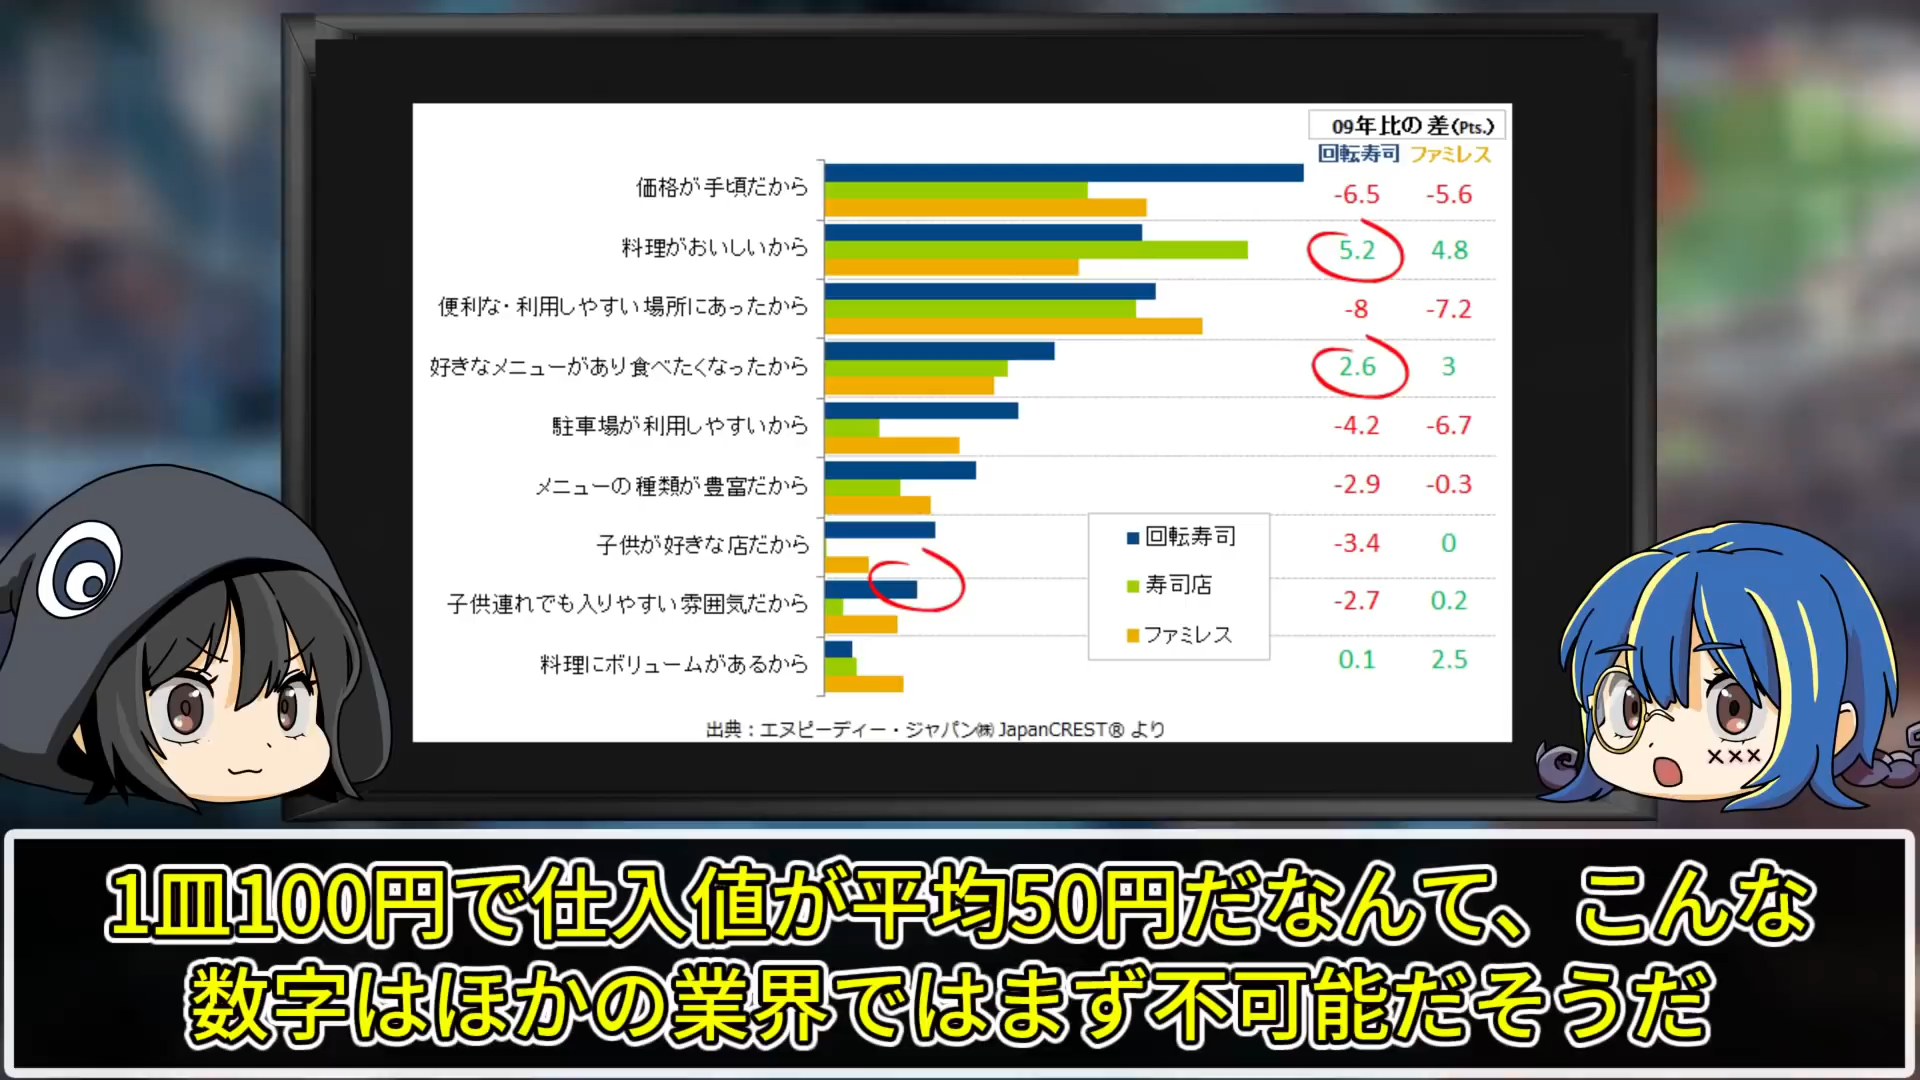 09年比の差(Pts.)
回転寿司 ファミレス
価格が手頃だから -6.5 -5.6
料理がおいしいから 5.2 4.8
便利な・利用しやすい場所にあったから -8 -7.2
好きなメニューがあり食べたくなったから 2.6 3
駐車場が利用しやすいから -4.2 -6.7
メニューの種類が豊富だから -2.9 -0.3
子供が好きな店だから -3.4 0
子供連れでも入りやすい雰囲気だから -2.7 0.2
料理にボリュームがあるから 0.1 2.5
回転寿司
寿司店
ファミレス
出典：エヌピーディー・ジャパン㈱ JapanCREST® より
×××
1皿100円で仕入値が平均50円だなんて、こんな
数字はほかの業界ではまず不可能だそうだ